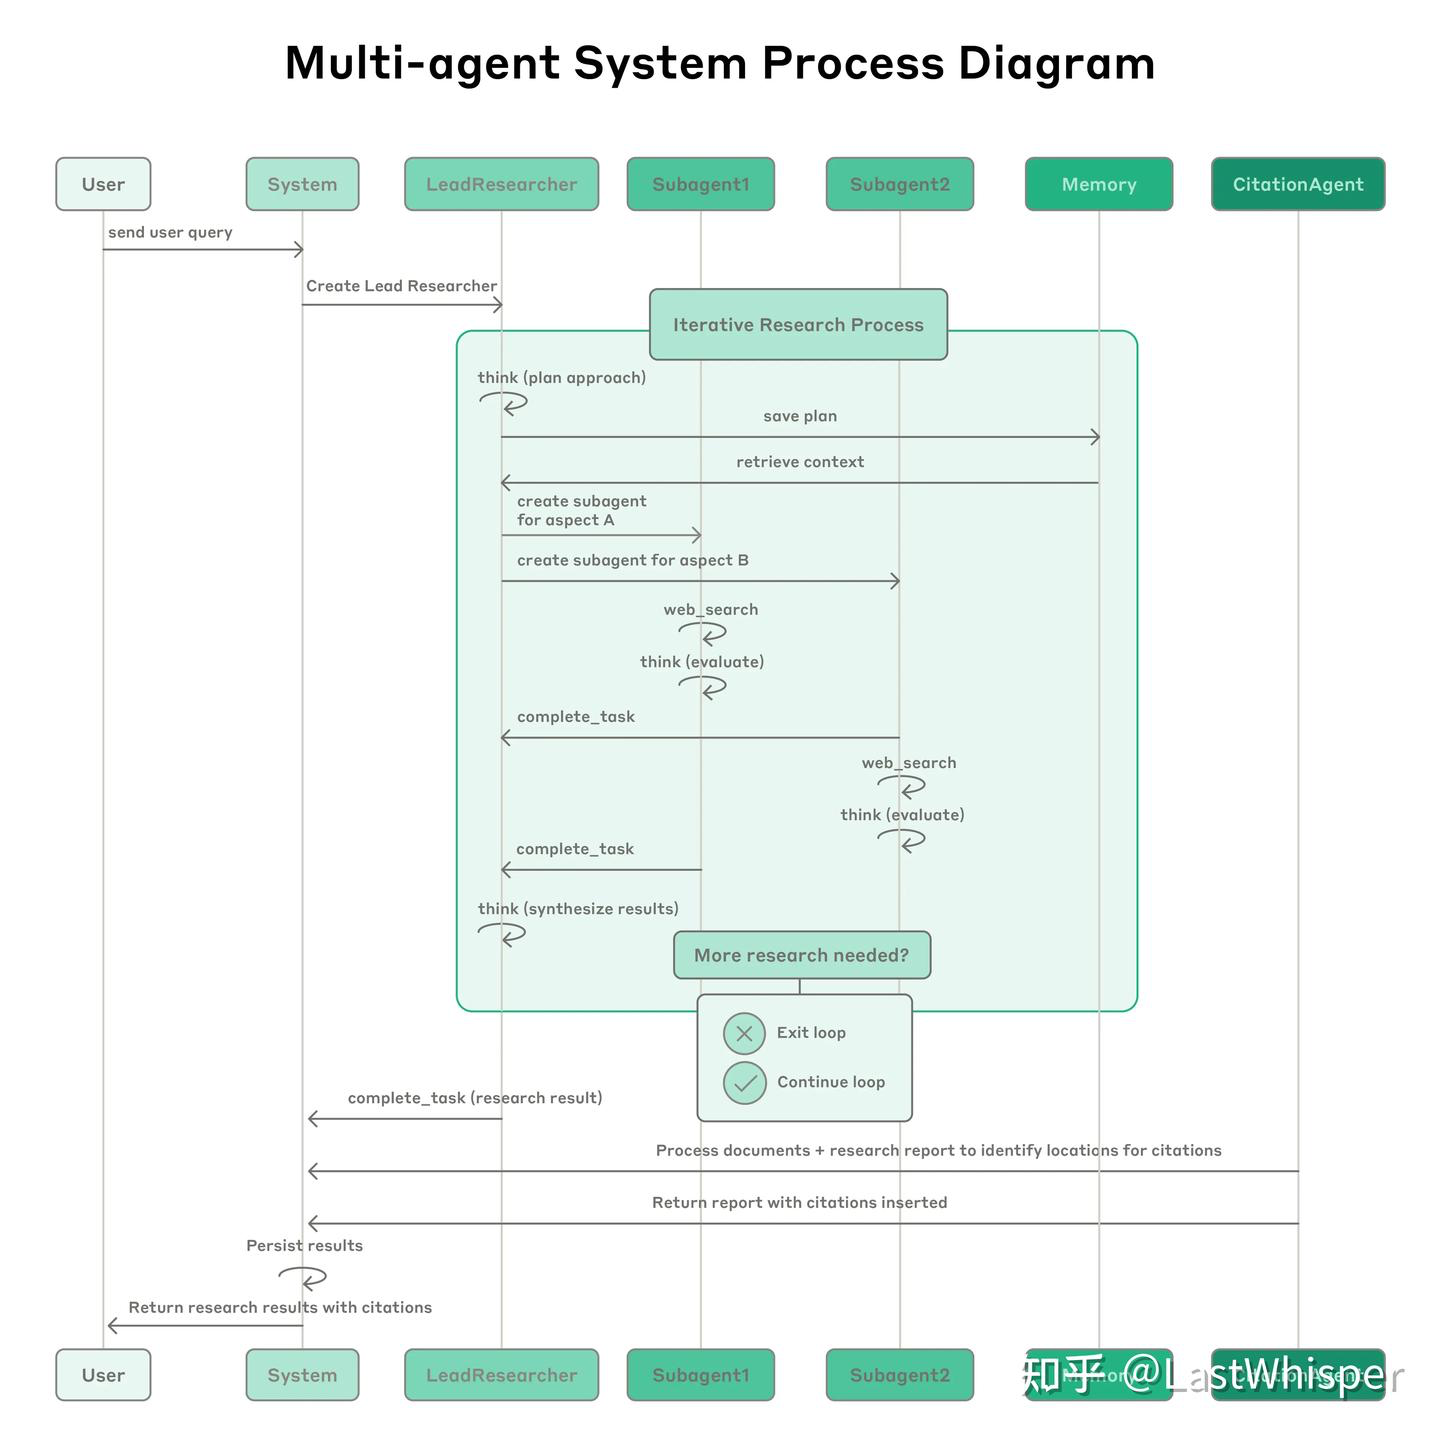 Multi-agent System Process Diagram
User
System
LeadResearcher
Subagent1
Subagent2
Memory
CitationAgent
send user query
Create Lead Researcher
Iterative Research Process
think (plan approach)
save plan
retrieve context
create subagent
for aspect A
create subagent for aspect B
web_search
think (evaluate)
complete_task
web_search
think (evaluate)
complete_task
think (synthesize results)
More research needed?
Exit loop
Continue loop
complete_task (research result)
Process documents + research report to identify locations for citations
Return report with citations inserted
Persist results
Return research results with citations
User
System
LeadResearcher
Subagent1
Subagent2
Memory
CitationAgent
知乎 @LastWhisper